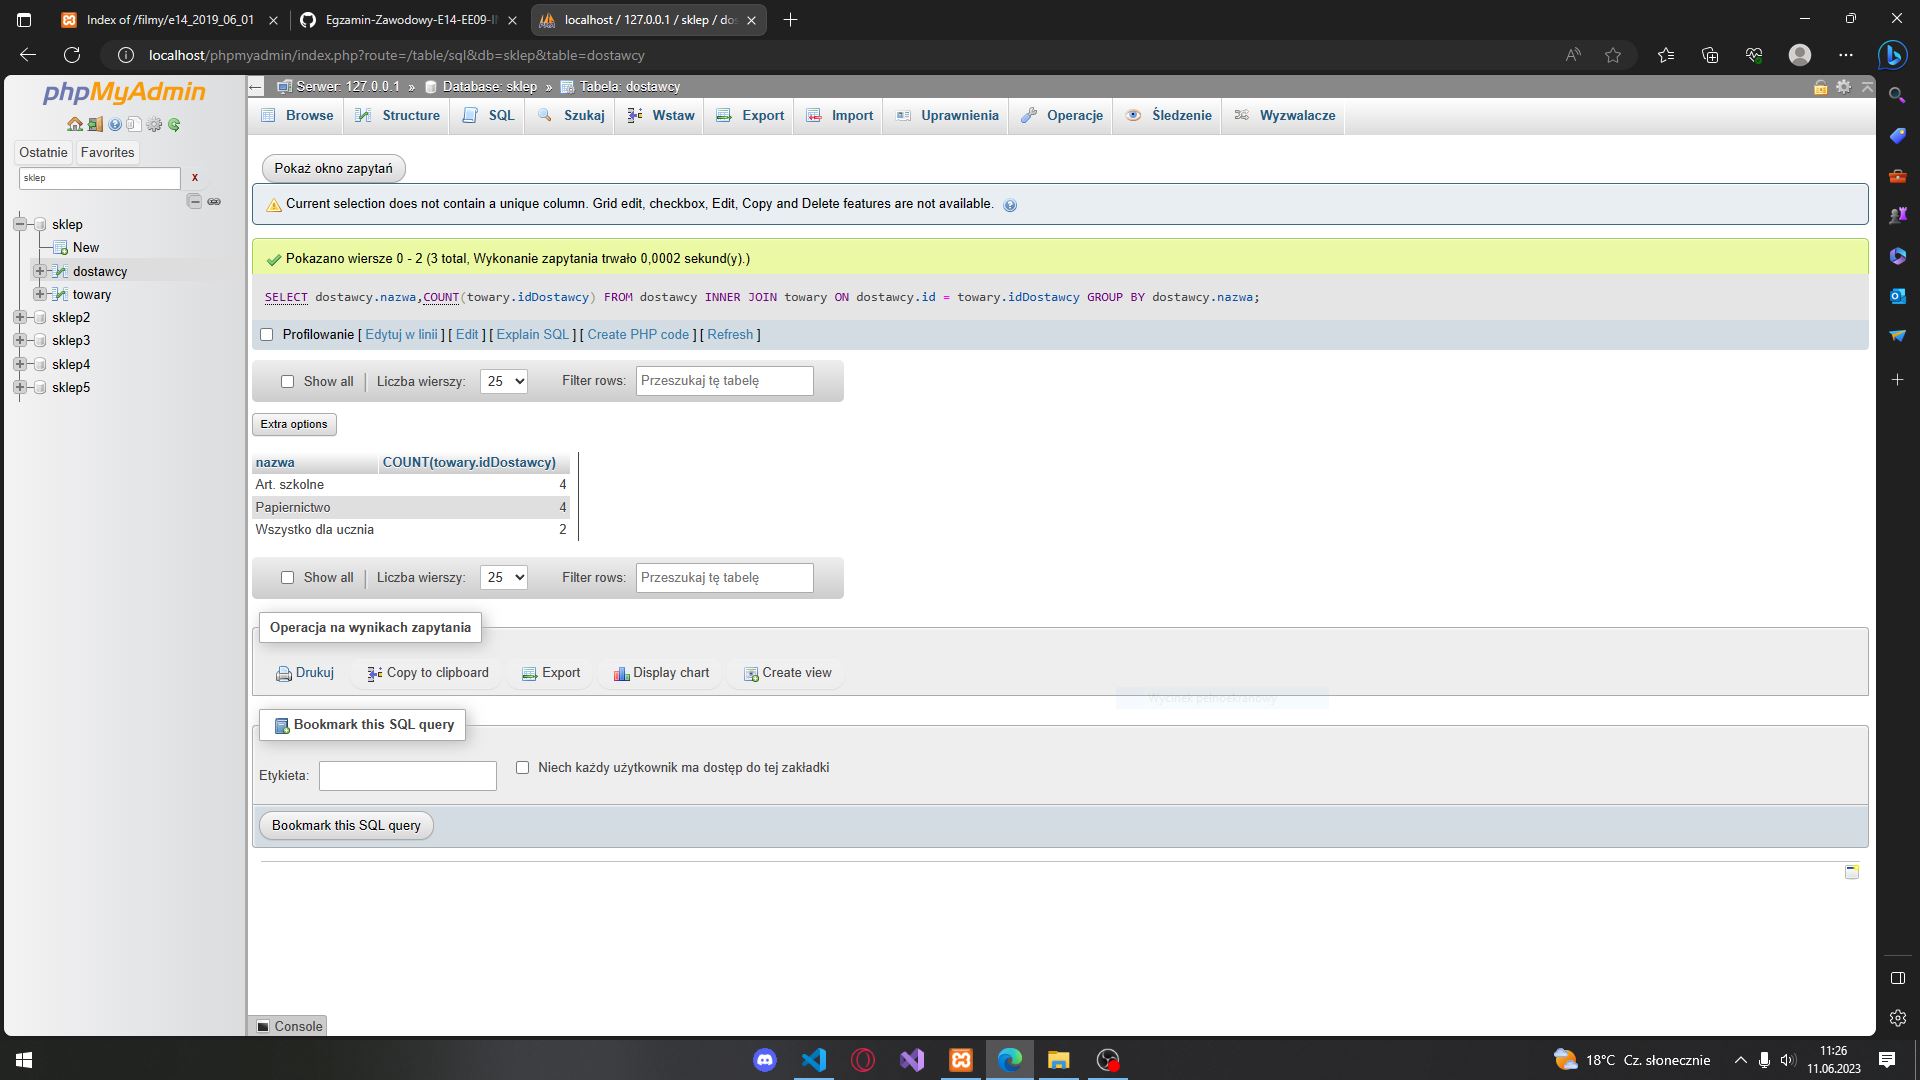 Index of /filmy/e14_2019_06_01
Egzamin-Zawodowy-E14-EE09-IN
localhost / 127.0.0.1 / sklep / dos
localhost/phpmyadmin/index.php?route=/table/sql&db=sklep&table=dostawcy
phpMyAdmin
Ostatnie
Favorites
sklep
x
sklep
New
dostawcy
towary
sklep2
sklep3
sklep4
sklep5
Serwer: 127.0.0.1 » Database: sklep » Tabela: dostawcy
Browse Structure SQL Szukaj Wstaw Export Import Uprawnienia Operacje Śledzenie Wyzwalacze
Pokaż okno zapytań
Current selection does not contain a unique column. Grid edit, checkbox, Edit, Copy and Delete features are not available.
Pokazano wiersze 0 - 2 (3 total, Wykonanie zapytania trwało 0,0002 sekund(y).)
SELECT dostawcy.nazwa,COUNT(towary.idDostawcy) FROM dostawcy INNER JOIN towary ON dostawcy.id = towary.idDostawcy GROUP BY dostawcy.nazwa;
Profilowanie [ Edytuj w linii ] [ Edit ] [ Explain SQL ] [ Create PHP code ] [ Refresh ]
Show all Liczba wierszy: 25 Filter rows: Przeszukaj tę tabelę
Extra options
nazwa COUNT(towary.idDostawcy)
Art. szkolne 4
Papiernictwo 4
Wszystko dla ucznia 2
Show all Liczba wierszy: 25 Filter rows: Przeszukaj tę tabelę
Operacja na wynikach zapytania
Drukuj Copy to clipboard Export Display chart Create view
Wycinek pełnoekranowy
Bookmark this SQL query
Etykieta: Niech każdy użytkownik ma dostęp do tej zakładki
Bookmark this SQL query
Console
18°C Cz. słonecznie
11:26
11.06.2023